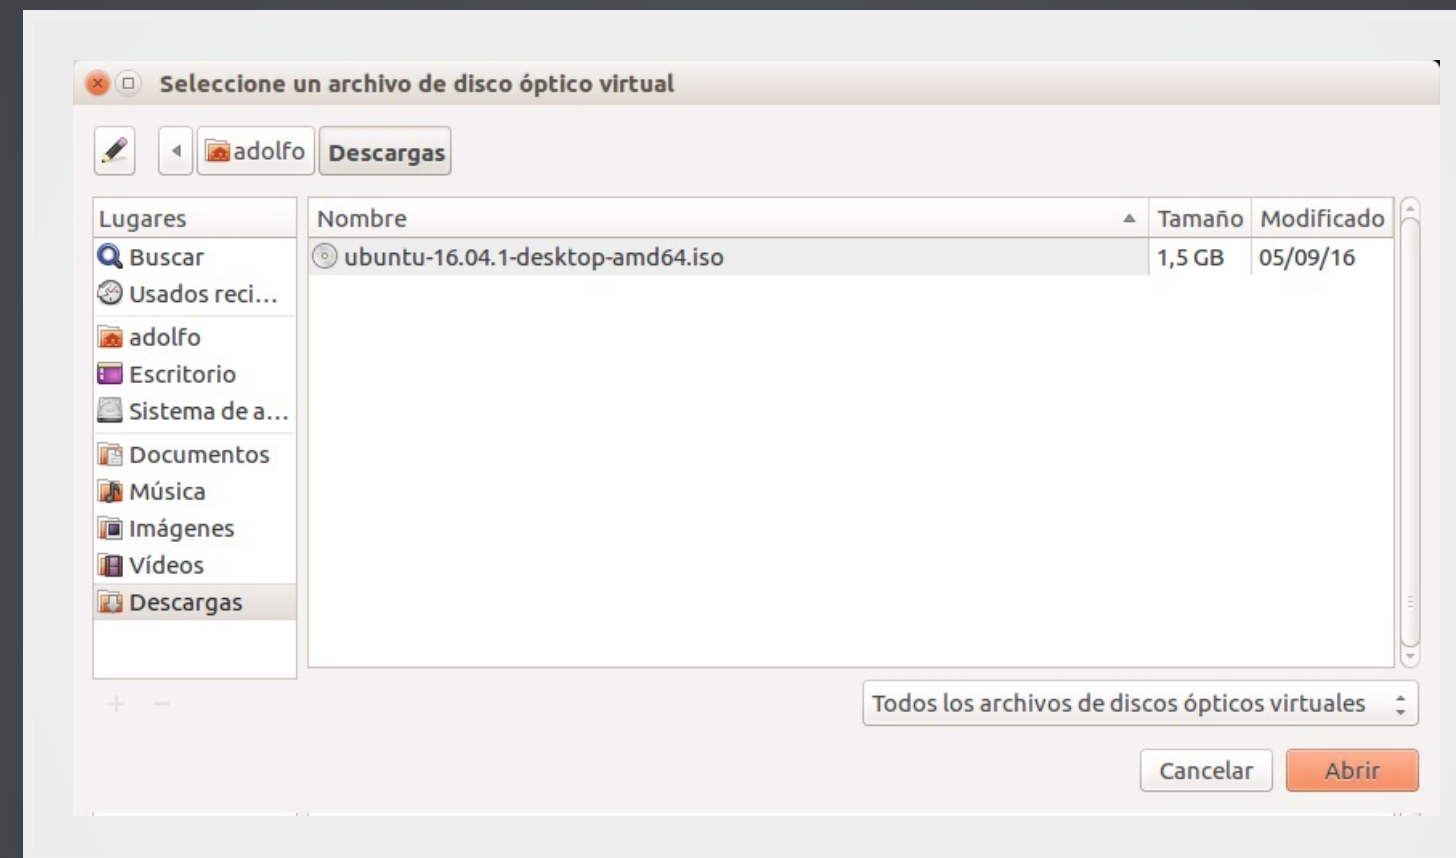 Seleccione un archivo de disco óptico virtual
adolfo Descargas
Lugares Nombre Tamaño Modificado
Buscar ubuntu-16.04.1-desktop-amd64.iso 1,5 GB 05/09/16
Usados reci...
adolfo
Escritorio
Sistema de a...
Documentos
Música
Imágenes
Vídeos
Descargas
+ −
Todos los archivos de discos ópticos virtuales
Cancelar Abrir